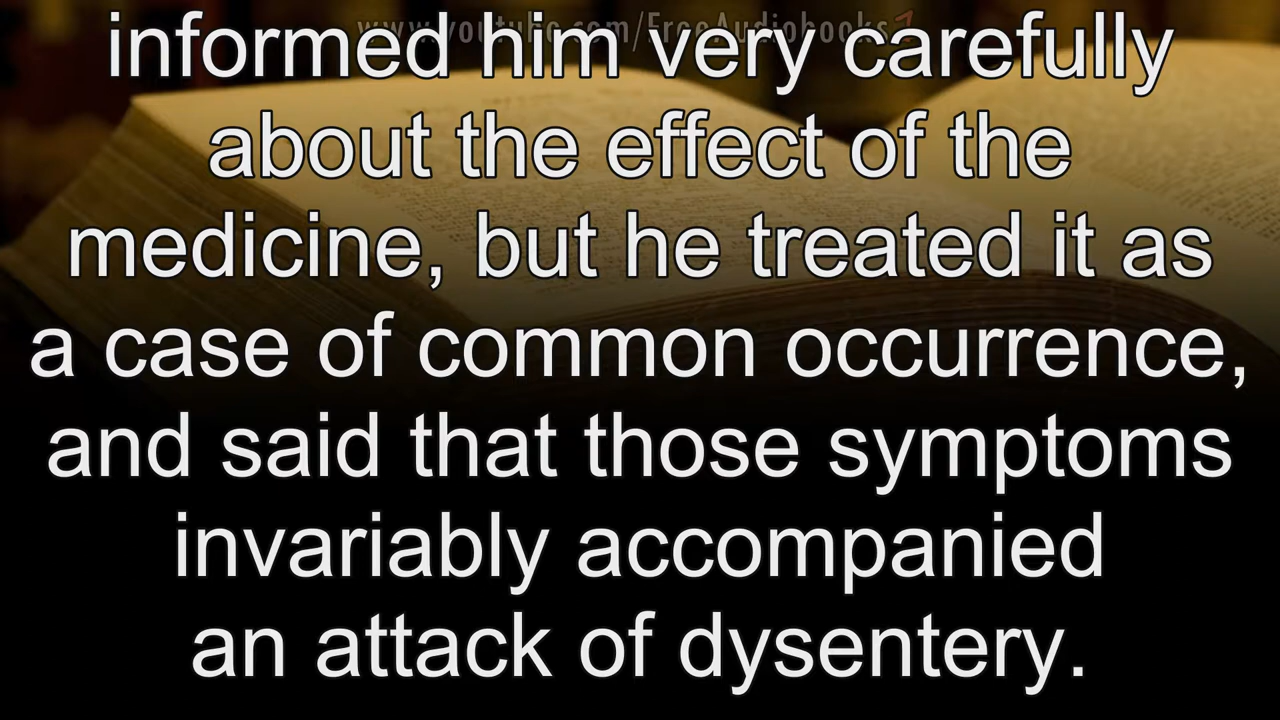 www.youtube.com/FreeAudiobooks
informed him very carefully
about the effect of the
medicine, but he treated it as
a case of common occurrence,
and said that those symptoms
invariably accompanied
an attack of dysentery.